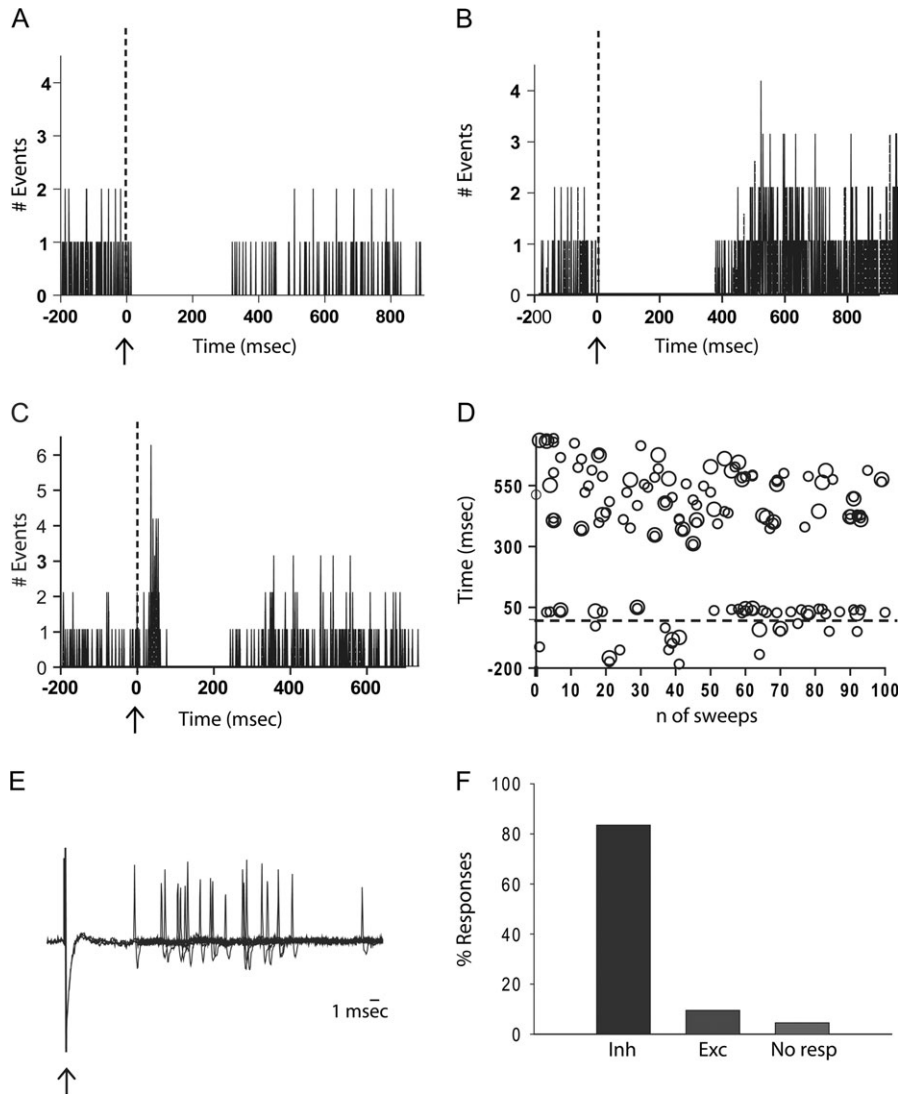 A
# Events
4
3
2
1
0
-200 0 200 400 600 800
Time (msec)
B
# Events
4
3
2
1
0
-200 0 200 400 600 800
Time (msec)
C
# Events
6
5
4
3
2
1
0
-200 0 200 400 600
Time (msec)
D
Time (msec)
550
300
50
-200
0 10 20 30 40 50 60 70 80 90 100
n of sweeps
E
1 msec
F
% Responses
100
80
60
40
20
0
Inh Exc No resp